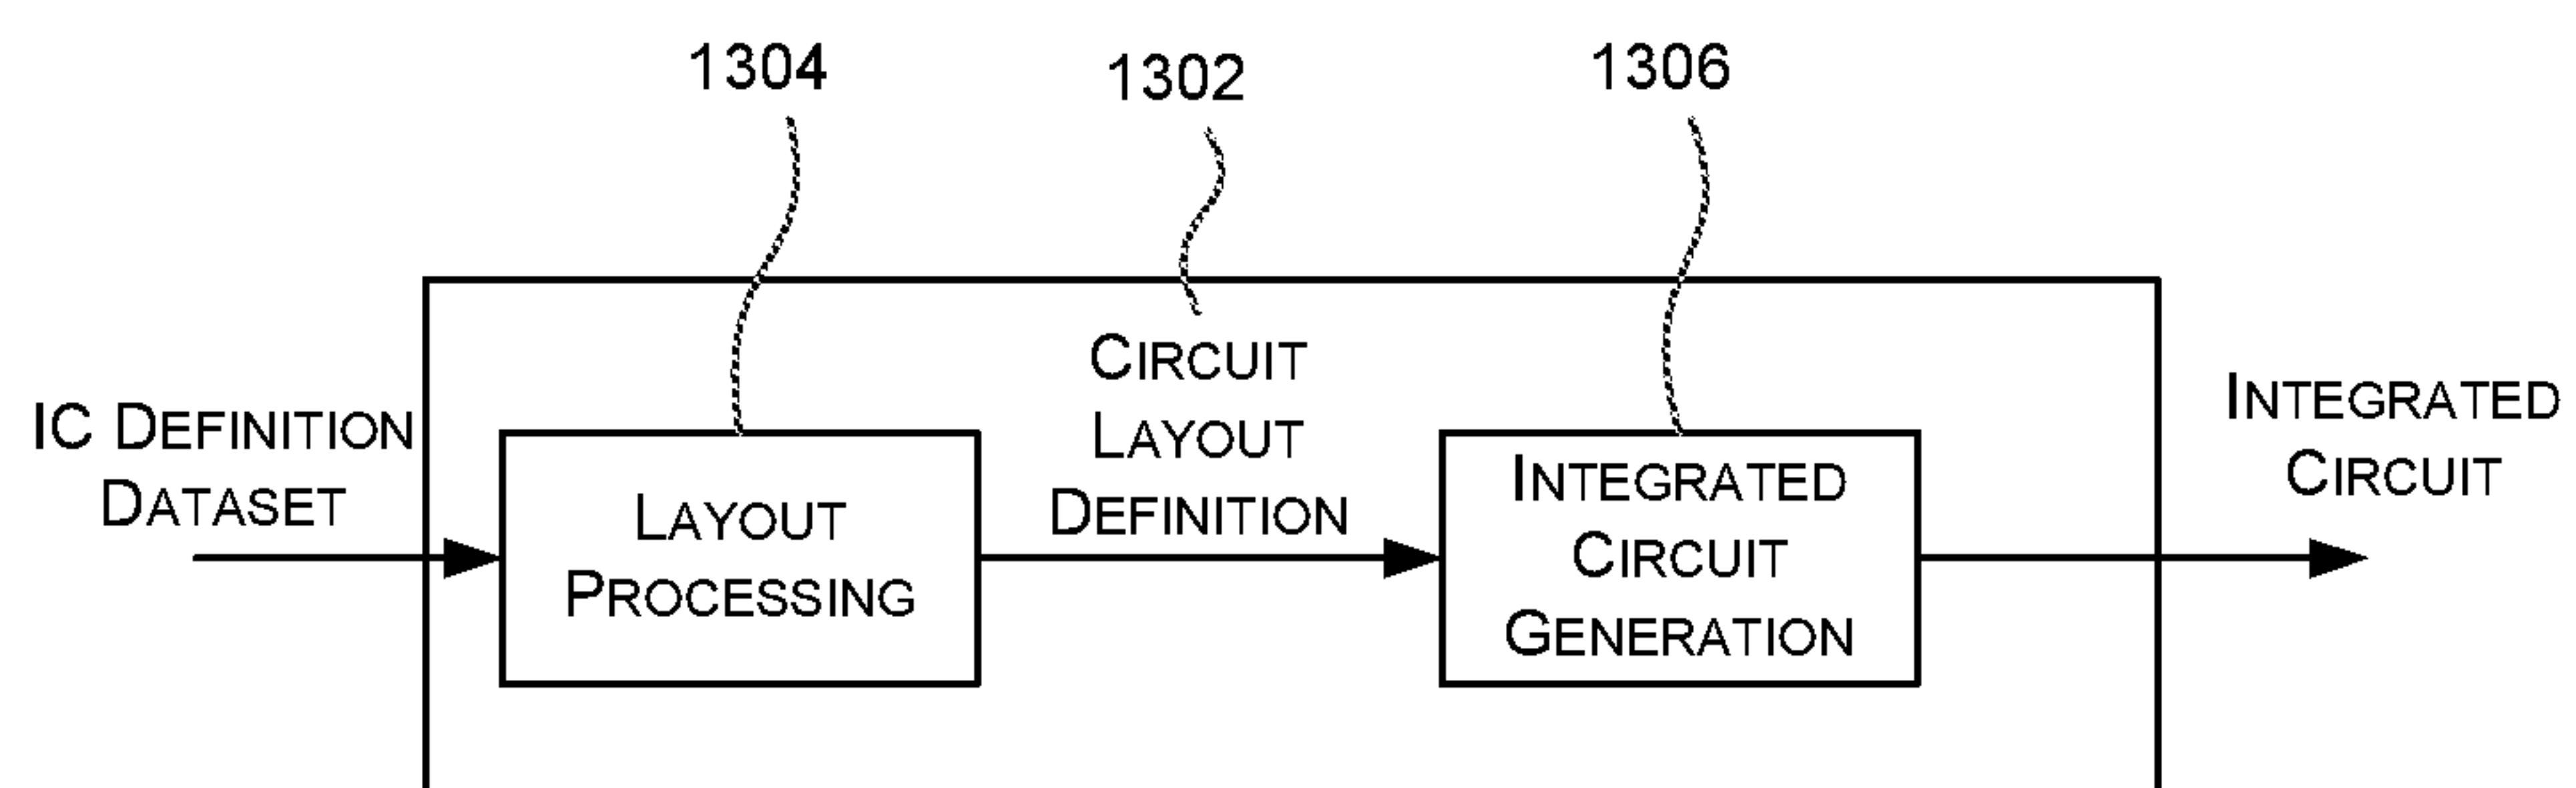 1304
1302
1306
IC DEFINITION
DATASET
LAYOUT
PROCESSING
CIRCUIT
LAYOUT
DEFINITION
INTEGRATED
CIRCUIT
GENERATION
INTEGRATED
CIRCUIT